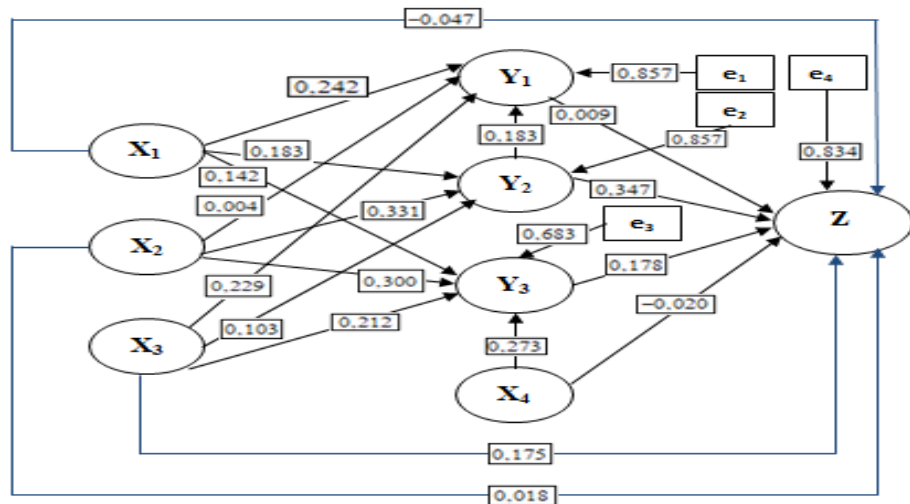 −0.047
Y₁
0.857
e₁
e₄
0.242
e₂
0.009
0.183
0.857
0.834
X₁
0.183
0.142
Y₂
0.347
0.004
0.331
Z
X₂
0.683
e₃
0.300
Y₃
0.178
0.229
−0.020
0.103
0.212
X₃
0.273
X₄
0.175
0.018